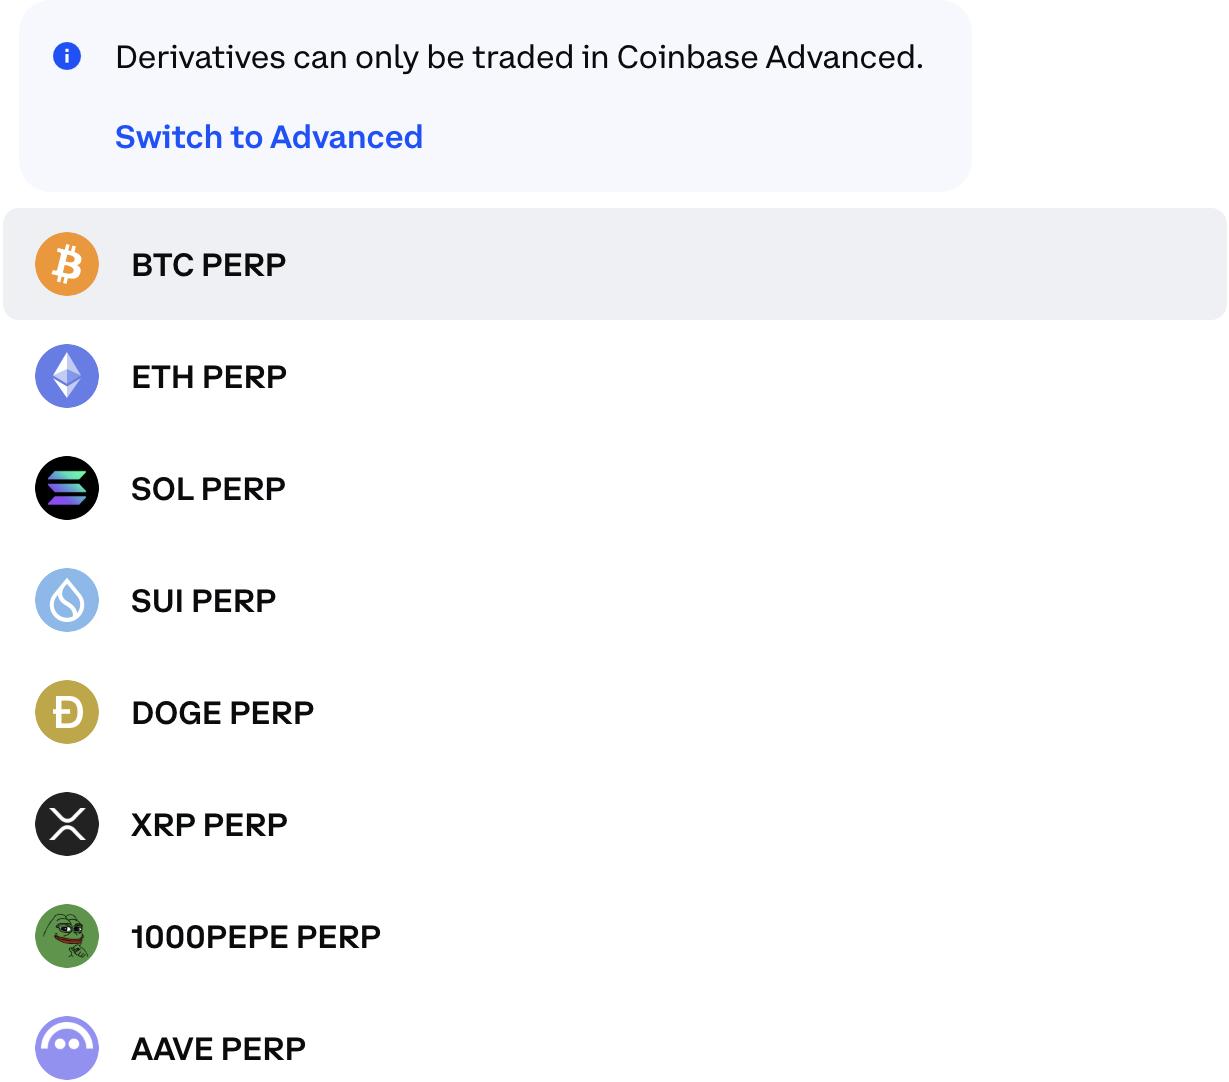 Derivatives can only be traded in Coinbase Advanced.
Switch to Advanced
BTC PERP
ETH PERP
SOL PERP
SUI PERP
DOGE PERP
XRP PERP
1000PEPE PERP
AAVE PERP